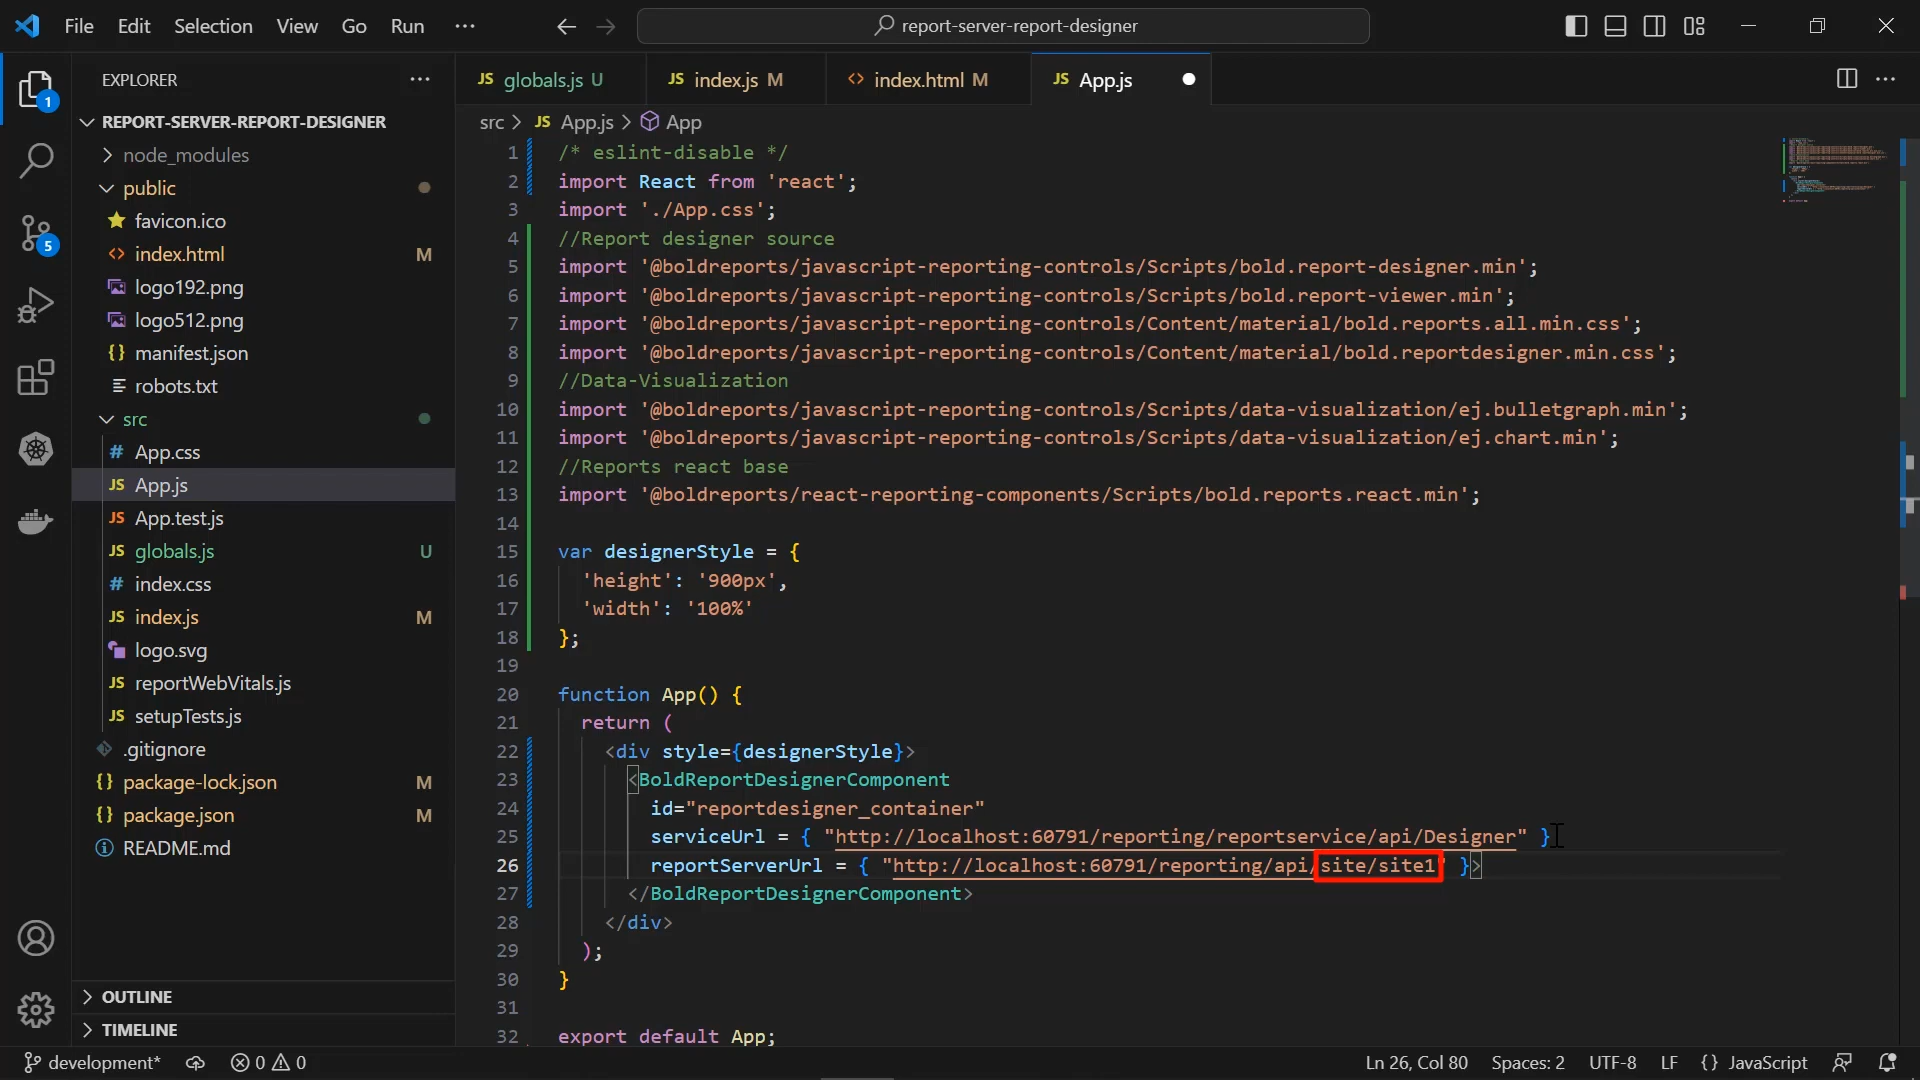 File Edit Selection View Go Run ···
report-server-report-designer
EXPLORER
JS globals.js U
JS index.js M
<> index.html M
JS App.js
src > JS App.js > App
REPORT-SERVER-REPORT-DESIGNER
node_modules
public
favicon.ico
<> index.html M
logo192.png
logo512.png
{} manifest.json
robots.txt
src
# App.css
JS App.js
JS App.test.js
JS globals.js U
# index.css
JS index.js M
logo.svg
JS reportWebVitals.js
JS setupTests.js
.gitignore
{} package-lock.json M
{} package.json M
README.md
OUTLINE
TIMELINE
1
5
1 /* eslint-disable */
2 import React from 'react';
3 import './App.css';
4 //Report designer source
5 import '@boldreports/javascript-reporting-controls/Scripts/bold.report-designer.min';
6 import '@boldreports/javascript-reporting-controls/Scripts/bold.report-viewer.min';
7 import '@boldreports/javascript-reporting-controls/Content/material/bold.reports.all.min.css';
8 import '@boldreports/javascript-reporting-controls/Content/material/bold.reportdesigner.min.css';
9 //Data-Visualization
10 import '@boldreports/javascript-reporting-controls/Scripts/data-visualization/ej.bulletgraph.min';
11 import '@boldreports/javascript-reporting-controls/Scripts/data-visualization/ej.chart.min';
12 //Reports react base
13 import '@boldreports/react-reporting-components/Scripts/bold.reports.react.min';
14
15 var designerStyle = {
16 'height': '900px',
17 'width': '100%'
18 };
19
20 function App() {
21 return (
22 <div style={designerStyle}>
23 <BoldReportDesignerComponent
24 id="reportdesigner_container"
25 serviceUrl = { "http://localhost:60791/reporting/reportservice/api/Designer" }
26 reportServerUrl = { "http://localhost:60791/reporting/api/site/site1" }>
27 </BoldReportDesignerComponent>
28 </div>
29 );
30 }
31
32 export default App;
development* 0 0
Ln 26, Col 80 Spaces: 2 UTF-8 LF {} JavaScript